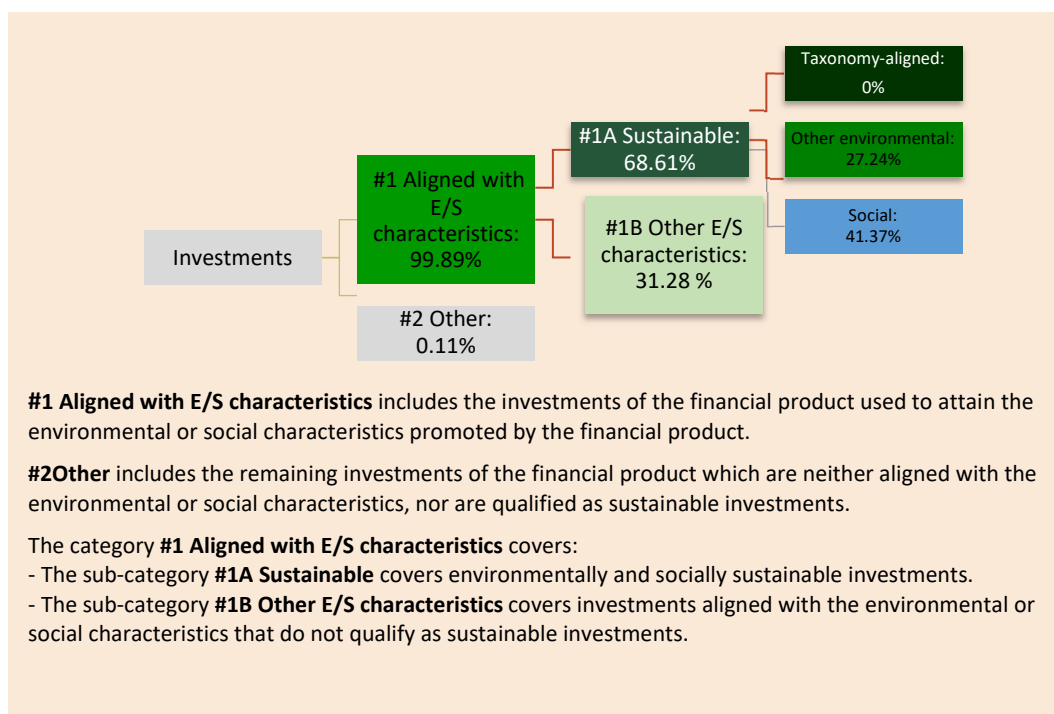 Taxonomy-aligned:
0%
#1A Sustainable:
68.61%
Other environmental:
27.24%
#1 Aligned with
E/S
characteristics:
99.89%
#1B Other E/S
characteristics:
31.28 %
Social:
41.37%
Investments
#2 Other:
0.11%
#1 Aligned with E/S characteristics includes the investments of the financial product used to attain the
environmental or social characteristics promoted by the financial product.
#2Other includes the remaining investments of the financial product which are neither aligned with the
environmental or social characteristics, nor are qualified as sustainable investments.
The category #1 Aligned with E/S characteristics covers:
- The sub-category #1A Sustainable covers environmentally and socially sustainable investments.
- The sub-category #1B Other E/S characteristics covers investments aligned with the environmental or
social characteristics that do not qualify as sustainable investments.